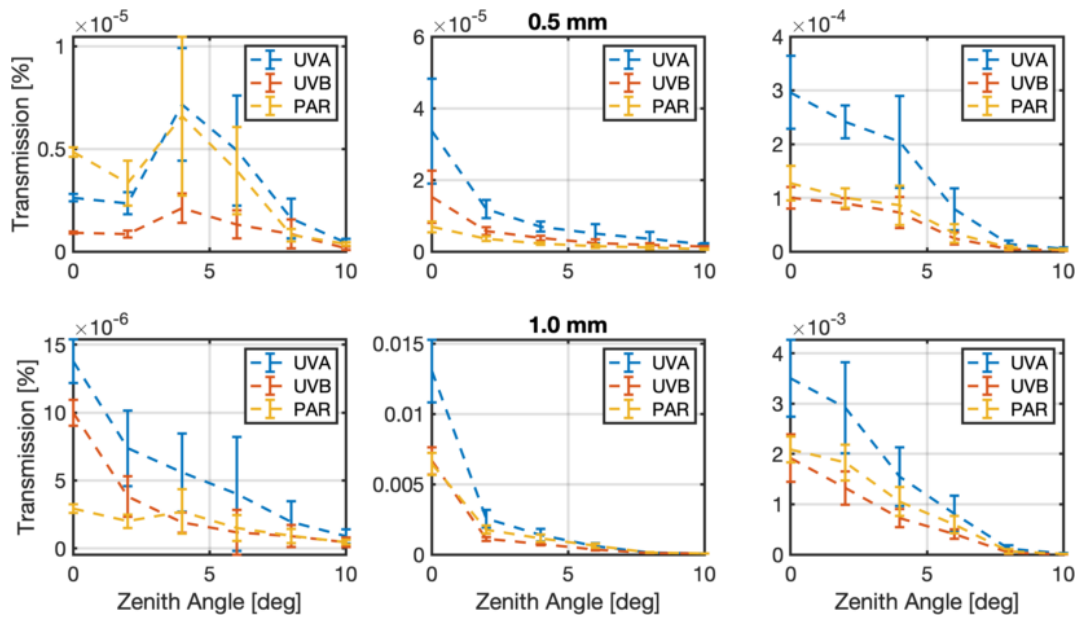 ×10⁻⁵
Transmission [%]
1
0.5
0
0
5
10
UVA
UVB
PAR
×10⁻⁵
0.5 mm
6
4
2
0
0
5
10
UVA
UVB
PAR
×10⁻⁴
4
3
2
1
0
0
5
10
UVA
UVB
PAR
×10⁻⁶
Transmission [%]
15
10
5
0
0
5
10
Zenith Angle [deg]
UVA
UVB
PAR
1.0 mm
0.015
0.01
0.005
0
0
5
10
Zenith Angle [deg]
UVA
UVB
PAR
×10⁻³
4
3
2
1
0
0
5
10
Zenith Angle [deg]
UVA
UVB
PAR